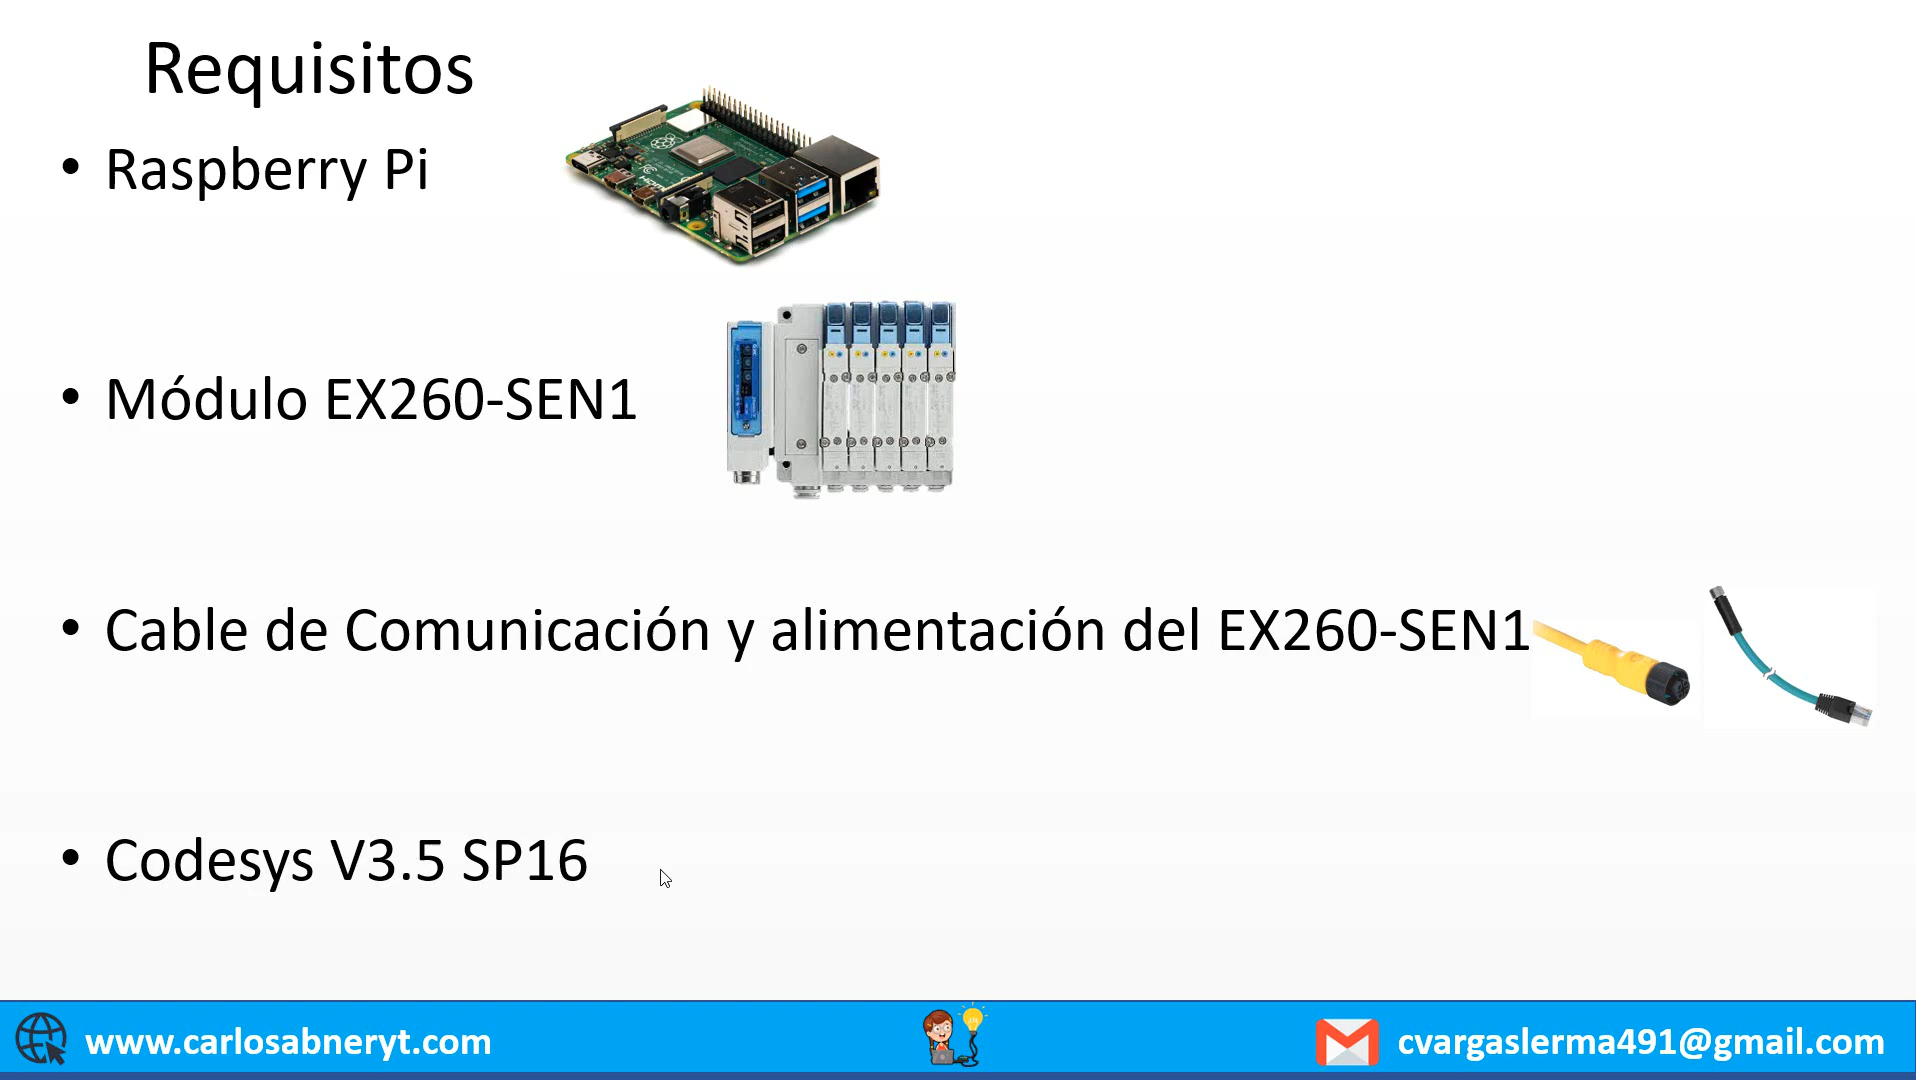 Requisitos
• Raspberry Pi
• Módulo EX260-SEN1
• Cable de Comunicación y alimentación del EX260-SEN1
• Codesys V3.5 SP16
www.carlosabneryt.com
cvargaslerma491@gmail.com